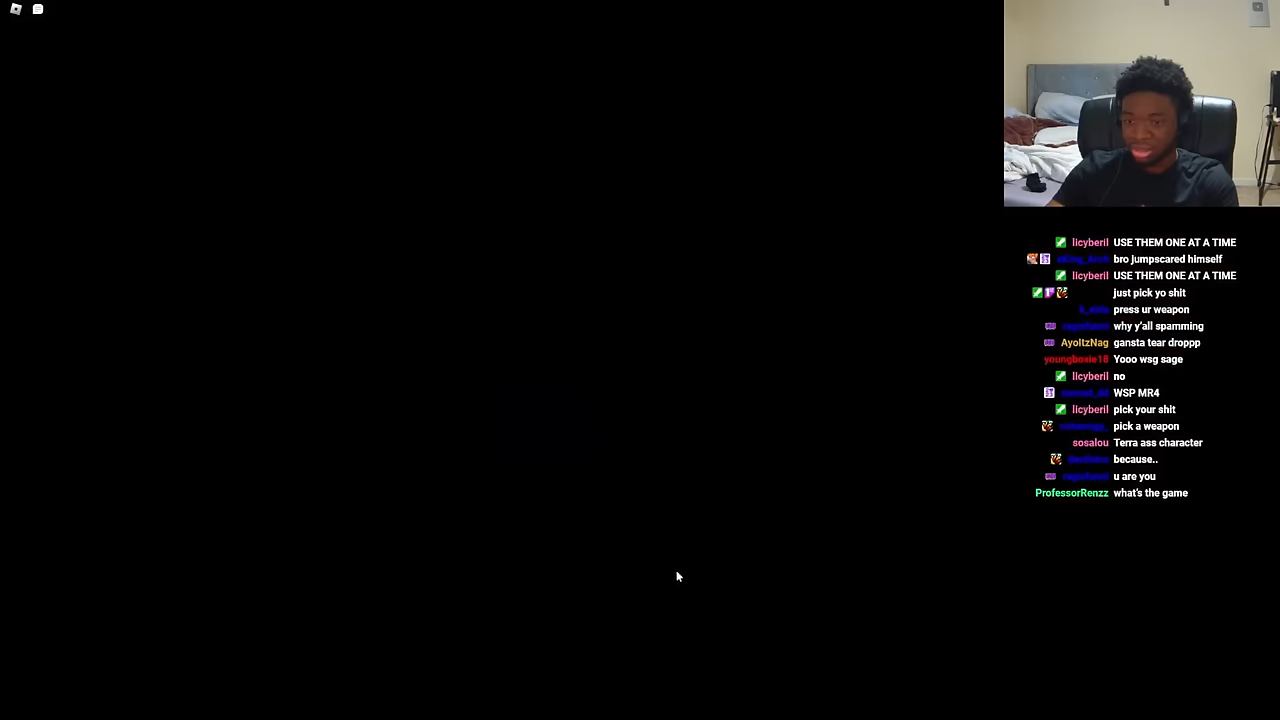 licyberil USE THEM ONE AT A TIME
bro jumpscared himself
licyberil USE THEM ONE AT A TIME
just pick yo shit
press ur weapon
why y'all spamming
AyoItzNag gansta tear droppp
youngboxie18 Yooo wsg sage
licyberil no
WSP MR4
licyberil pick your shit
pick a weapon
sosalou Terra ass character
because..
u are you
ProfessorRenzz what's the game